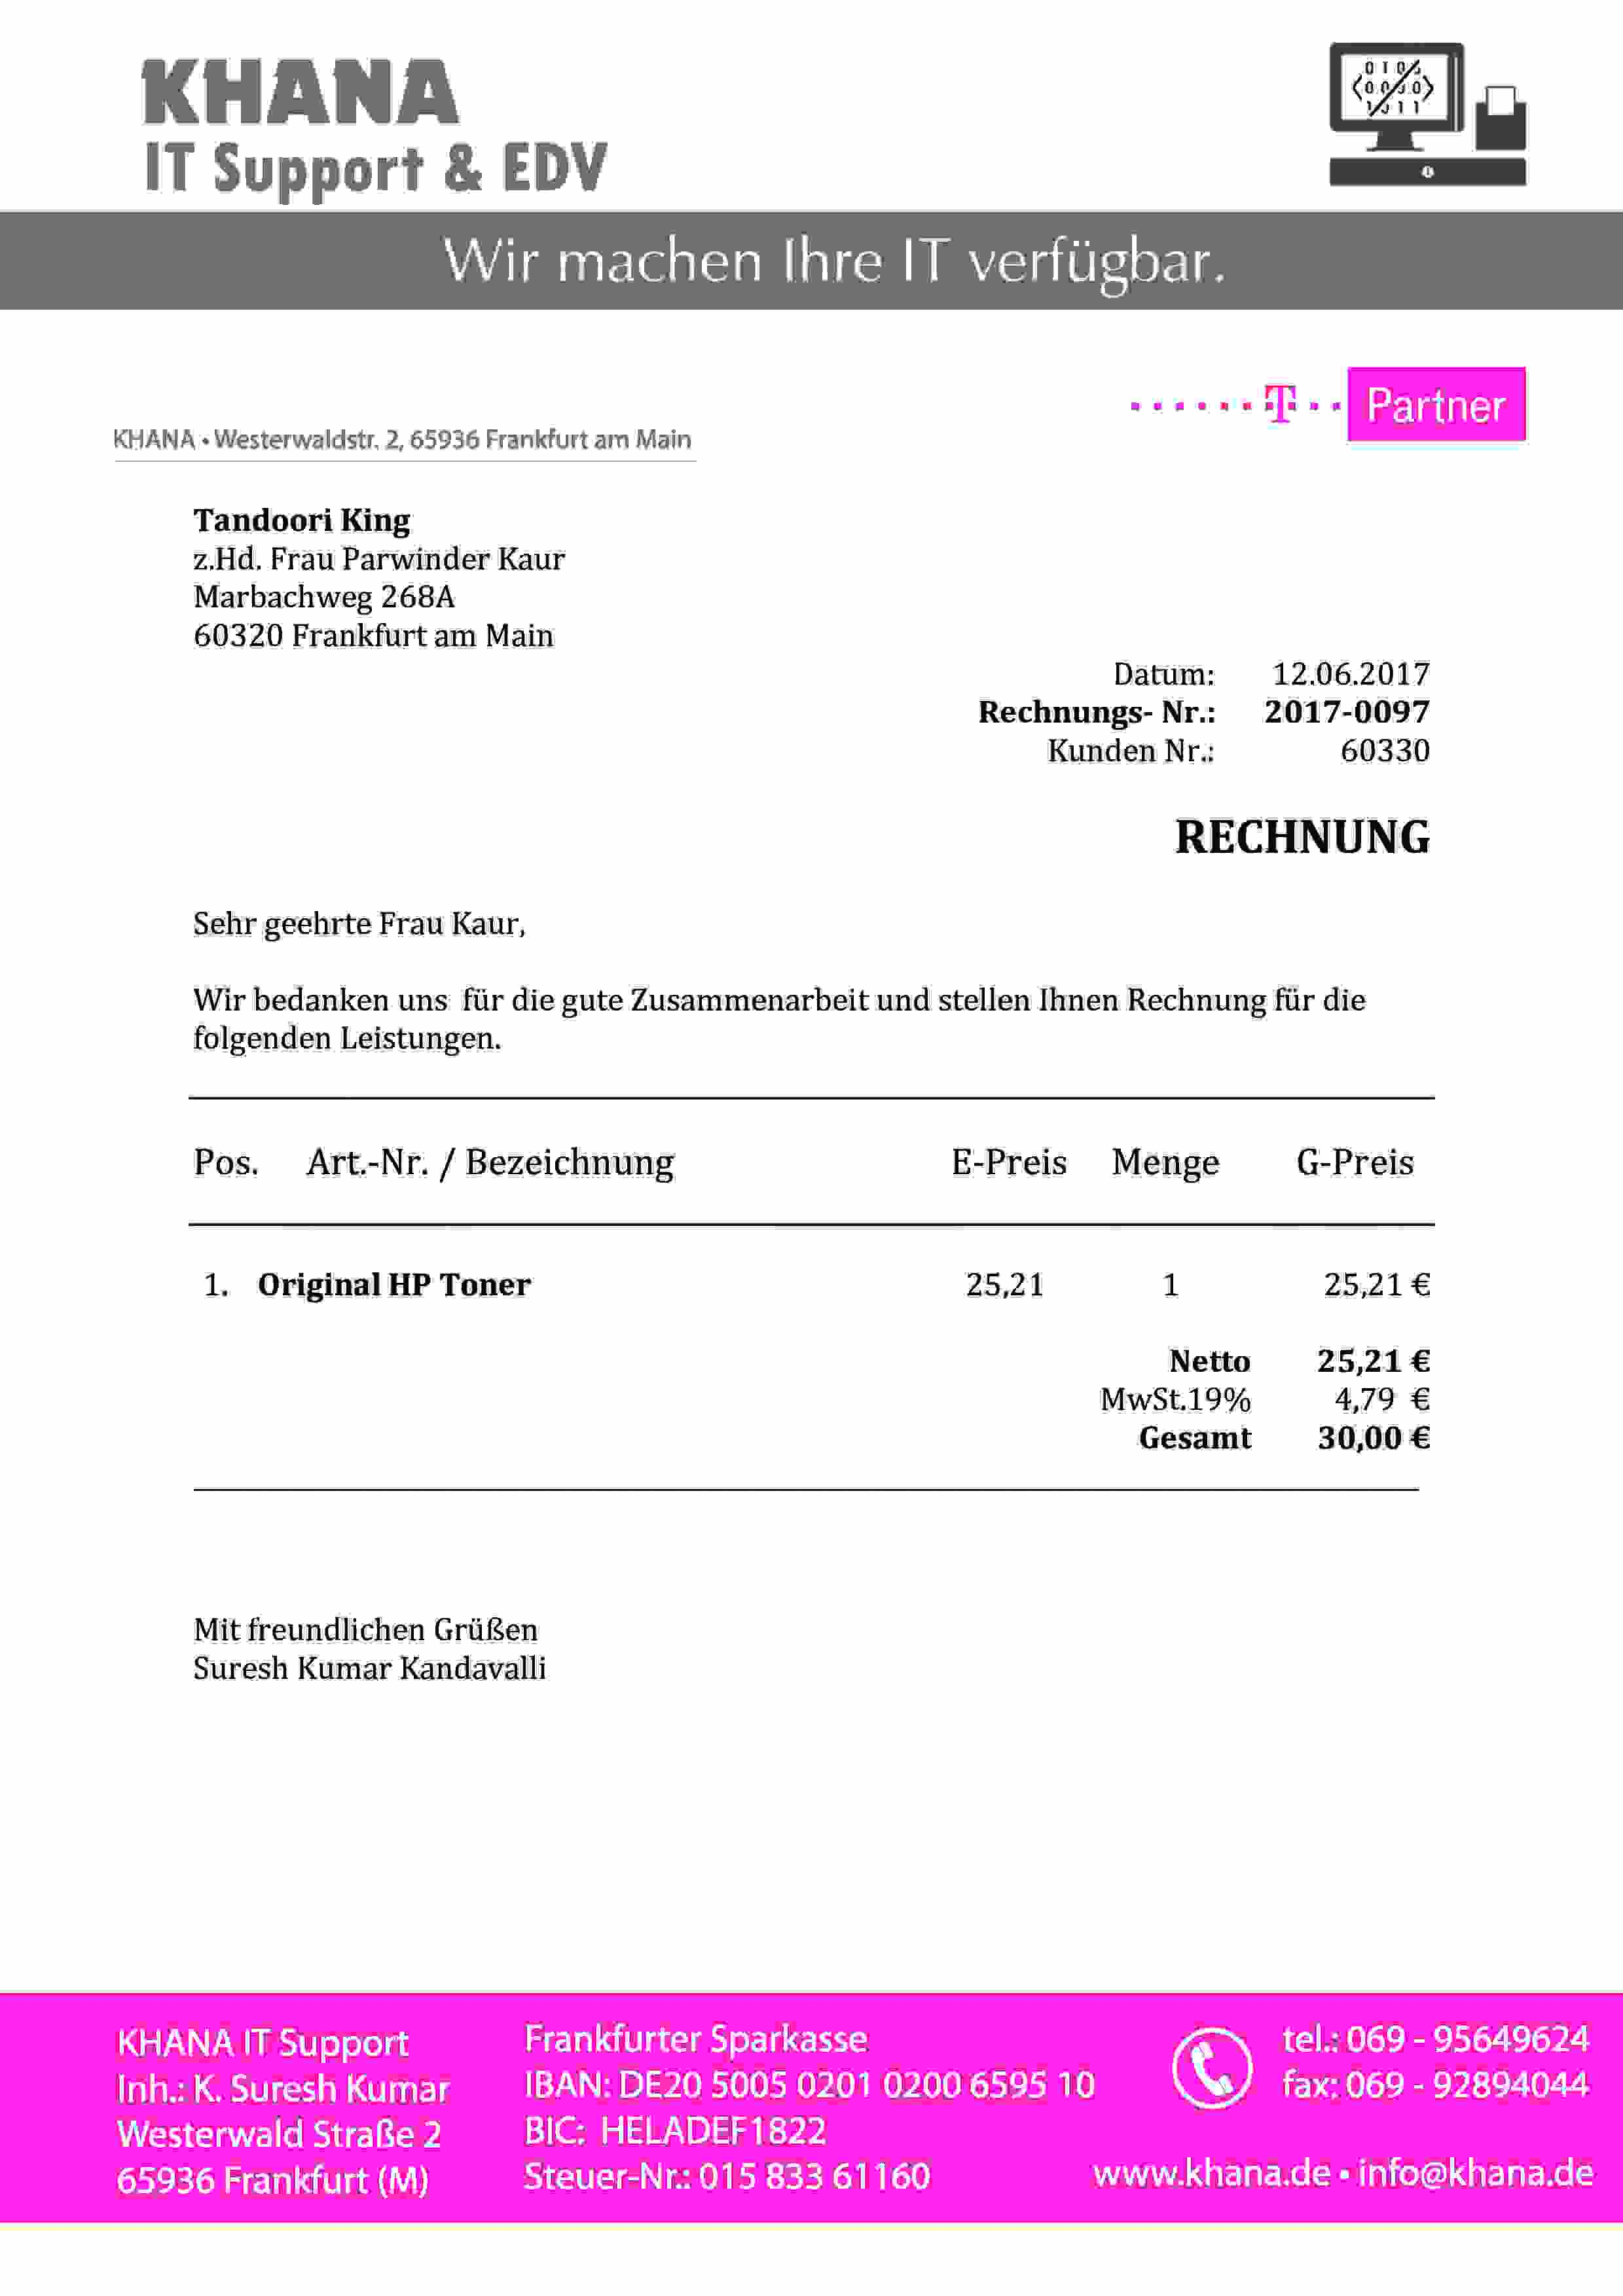 KHANA
IT Support & EDV
Wir machen Ihre IT verfügbar.
T Partner
KHANA • Westerwaldstr. 2, 65936 Frankfurt am Main
Tandoori King
z.Hd. Frau Parwinder Kaur
Marbachweg 268A
60320 Frankfurt am Main
Datum: 12.06.2017
Rechnungs- Nr.: 2017-0097
Kunden Nr.: 60330
RECHNUNG
Sehr geehrte Frau Kaur,
Wir bedanken uns für die gute Zusammenarbeit und stellen Ihnen Rechnung für die
folgenden Leistungen.
Pos. Art.-Nr. / Bezeichnung E-Preis Menge G-Preis
1. Original HP Toner 25,21 1 25,21 €
Netto 25,21 €
MwSt.19% 4,79 €
Gesamt 30,00 €
Mit freundlichen Grüßen
Suresh Kumar Kandavalli
KHANA IT Support
Inh.: K. Suresh Kumar
Westerwald Straße 2
65936 Frankfurt (M)
Frankfurter Sparkasse
IBAN: DE20 5005 0201 0200 6595 10
BIC: HELADEF1822
Steuer-Nr.: 015 833 61160
tel.: 069 - 95649624
fax: 069 - 92894044
www.khana.de • info@khana.de